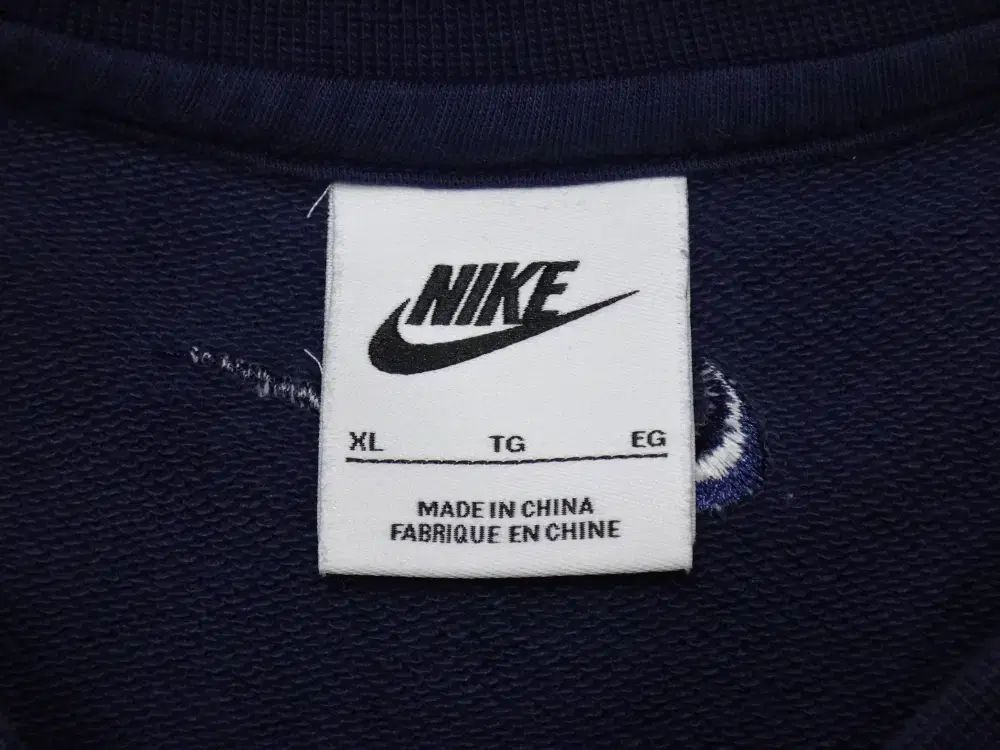 NIKE
XL TG EG
MADE IN CHINA
FABRIQUE EN CHINE